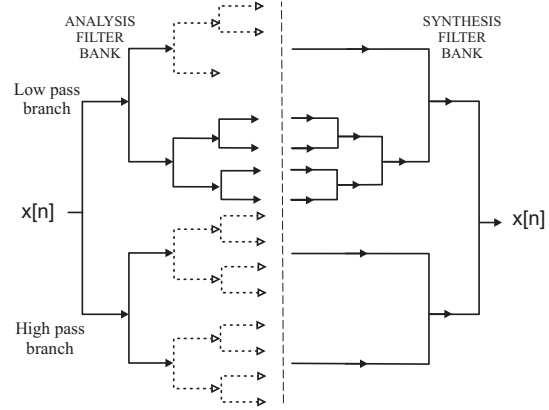 ANALYSIS
FILTER
BANK
SYNTHESIS
FILTER
BANK
Low pass
branch
x[n]
x[n]
High pass
branch